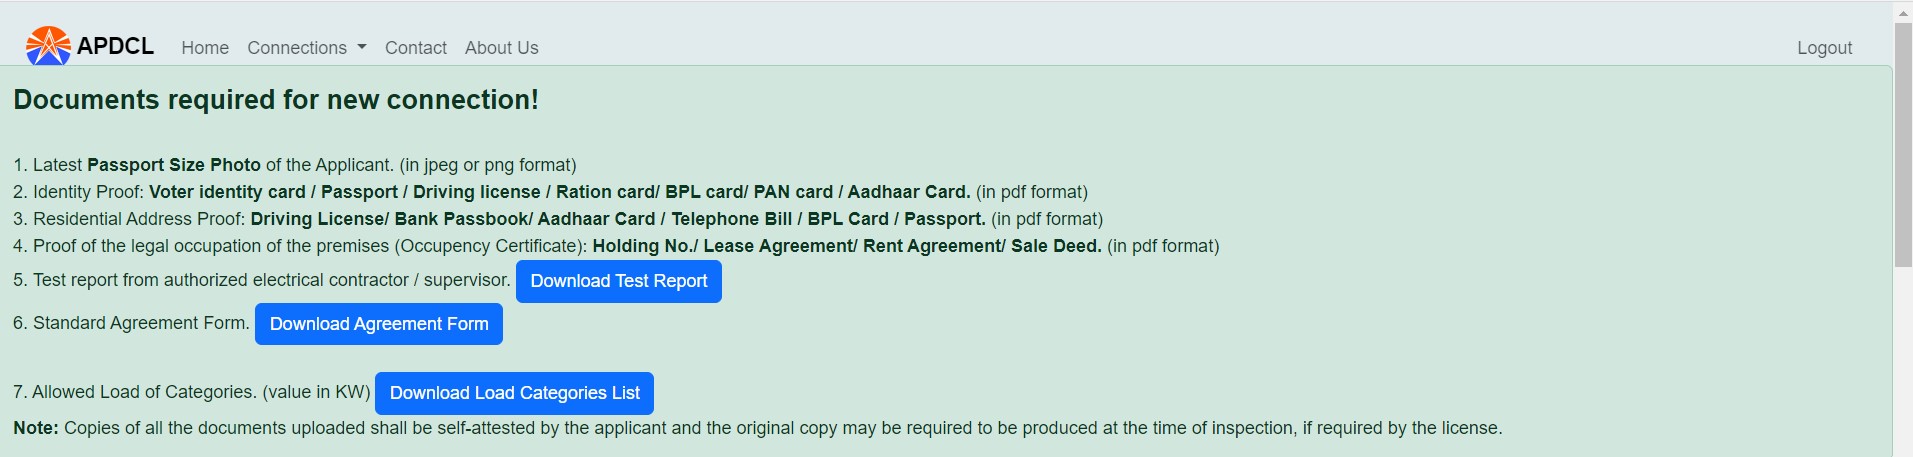 APDCL Home Connections Contact About Us Logout
Documents required for new connection!
1. Latest Passport Size Photo of the Applicant. (in jpeg or png format)
2. Identity Proof: Voter identity card / Passport / Driving license / Ration card/ BPL card/ PAN card / Aadhaar Card. (in pdf format)
3. Residential Address Proof: Driving License/ Bank Passbook/ Aadhaar Card / Telephone Bill / BPL Card / Passport. (in pdf format)
4. Proof of the legal occupation of the premises (Occupency Certificate): Holding No./ Lease Agreement/ Rent Agreement/ Sale Deed. (in pdf format)
5. Test report from authorized electrical contractor / supervisor. Download Test Report
6. Standard Agreement Form. Download Agreement Form
7. Allowed Load of Categories. (value in KW) Download Load Categories List
Note: Copies of all the documents uploaded shall be self-attested by the applicant and the original copy may be required to be produced at the time of inspection, if required by the license.